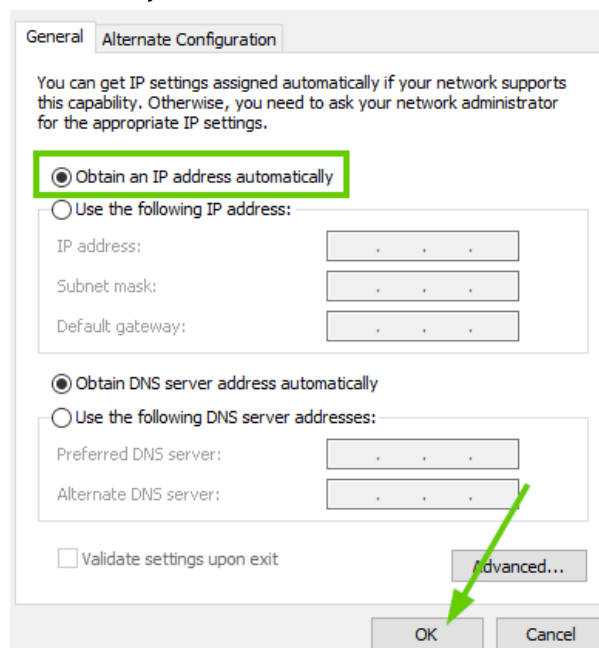 General Alternate Configuration
You can get IP settings assigned automatically if your network supports
this capability. Otherwise, you need to ask your network administrator
for the appropriate IP settings.
Obtain an IP address automatically
Use the following IP address:
IP address:
Subnet mask:
Default gateway:
Obtain DNS server address automatically
Use the following DNS server addresses:
Preferred DNS server:
Alternate DNS server:
Validate settings upon exit
Advanced...
OK Cancel